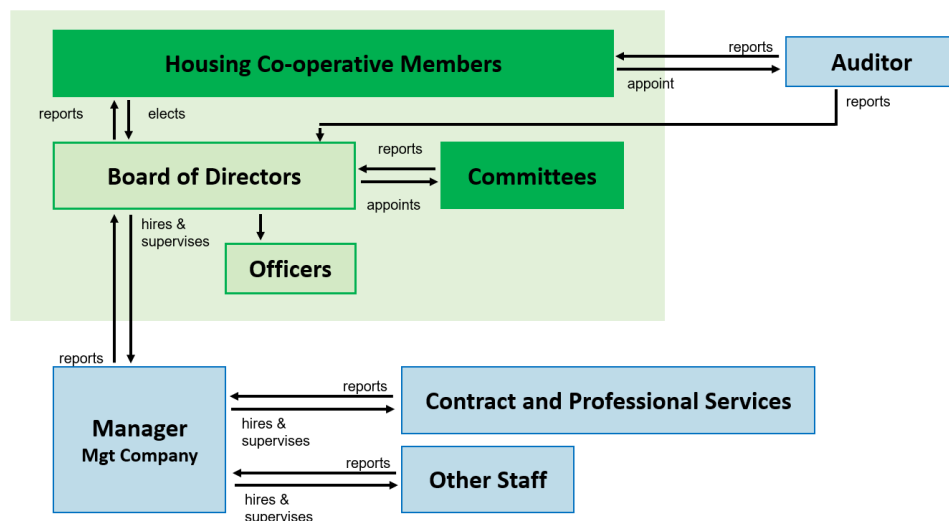 Housing Co-operative Members
reports
Auditor
appoint
reports
reports
elects
Board of Directors
reports
Committees
appoints
hires &
supervises
Officers
reports
Manager
Mgt Company
reports
Contract and Professional Services
hires &
supervises
reports
Other Staff
hires &
supervises